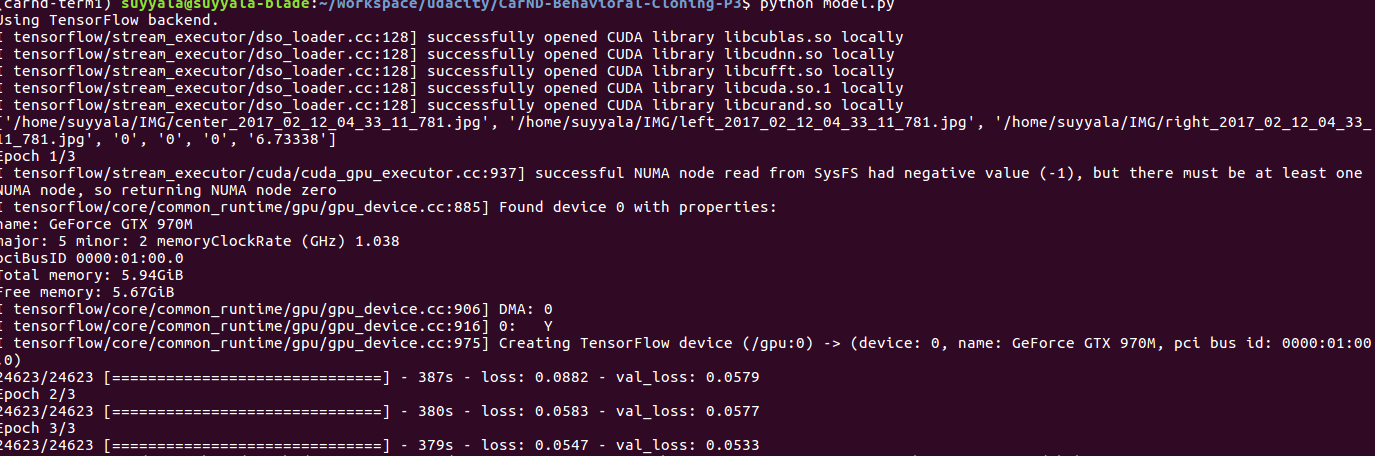 (carnd-term1) suyyala@suyyala-blade:~/Workspace/udacity/CarND-Behavioral-Cloning-P3$ python model.py
Using TensorFlow backend.
I tensorflow/stream_executor/dso_loader.cc:128] successfully opened CUDA library libcublas.so locally
I tensorflow/stream_executor/dso_loader.cc:128] successfully opened CUDA library libcudnn.so locally
I tensorflow/stream_executor/dso_loader.cc:128] successfully opened CUDA library libcufft.so locally
I tensorflow/stream_executor/dso_loader.cc:128] successfully opened CUDA library libcuda.so.1 locally
I tensorflow/stream_executor/dso_loader.cc:128] successfully opened CUDA library libcurand.so locally
['/home/suyyala/IMG/center_2017_02_12_04_33_11_781.jpg', '/home/suyyala/IMG/left_2017_02_12_04_33_11_781.jpg', '/home/suyyala/IMG/right_2017_02_12_04_33_
11_781.jpg', '0', '0', '0', '6.73338']
Epoch 1/3
I tensorflow/stream_executor/cuda/cuda_gpu_executor.cc:937] successful NUMA node read from SysFS had negative value (-1), but there must be at least one
NUMA node, so returning NUMA node zero
I tensorflow/core/common_runtime/gpu/gpu_device.cc:885] Found device 0 with properties:
name: GeForce GTX 970M
major: 5 minor: 2 memoryClockRate (GHz) 1.038
pciBusID 0000:01:00.0
Total memory: 5.94GiB
Free memory: 5.67GiB
I tensorflow/core/common_runtime/gpu/gpu_device.cc:906] DMA: 0
I tensorflow/core/common_runtime/gpu/gpu_device.cc:916] 0:   Y
I tensorflow/core/common_runtime/gpu/gpu_device.cc:975] Creating TensorFlow device (/gpu:0) -> (device: 0, name: GeForce GTX 970M, pci bus id: 0000:01:00
.0)
24623/24623 [==============================] - 387s - loss: 0.0882 - val_loss: 0.0579
Epoch 2/3
24623/24623 [==============================] - 380s - loss: 0.0583 - val_loss: 0.0577
Epoch 3/3
24623/24623 [==============================] - 379s - loss: 0.0547 - val_loss: 0.0533